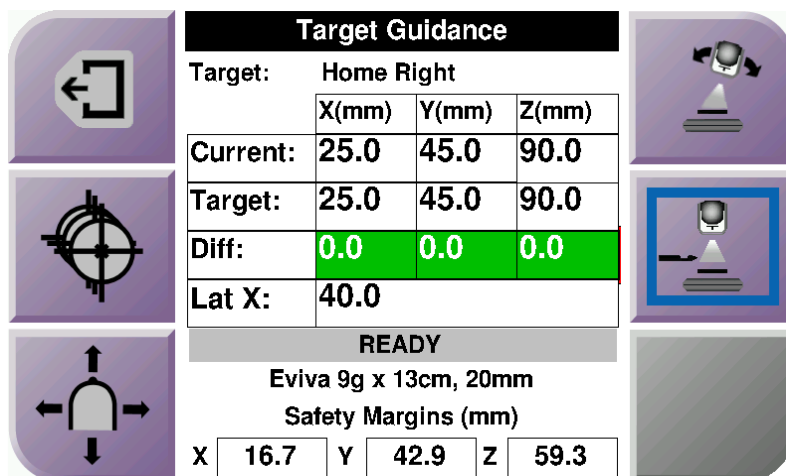 Target Guidance
Target: Home Right
X(mm) Y(mm) Z(mm)
Current: 25.0 45.0 90.0
Target: 25.0 45.0 90.0
Diff: 0.0 0.0 0.0
Lat X: 40.0
READY
Eviva 9g x 13cm, 20mm
Safety Margins (mm)
X 16.7 Y 42.9 Z 59.3